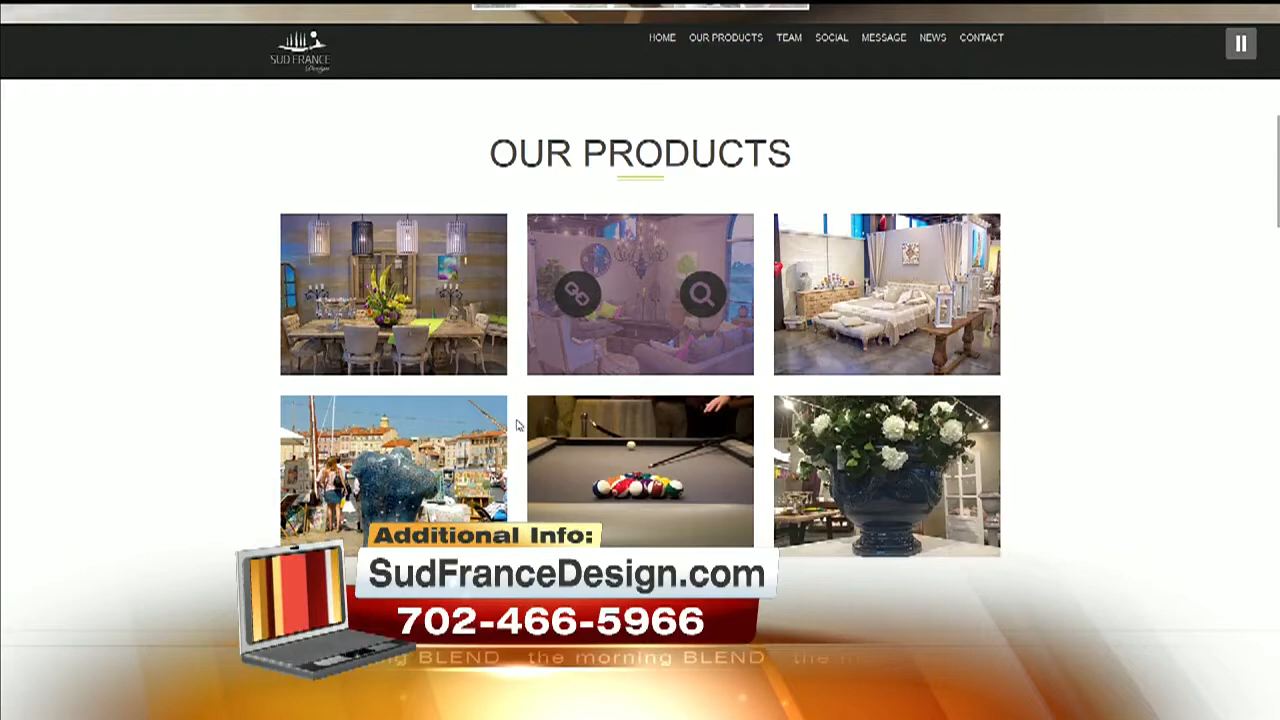 SUD FRANCE
Design
HOME OUR PRODUCTS TEAM SOCIAL MESSAGE NEWS CONTACT
OUR PRODUCTS
Additional Info:
SudFranceDesign.com
702-466-5966
ng BLEND the morning BLEND the m